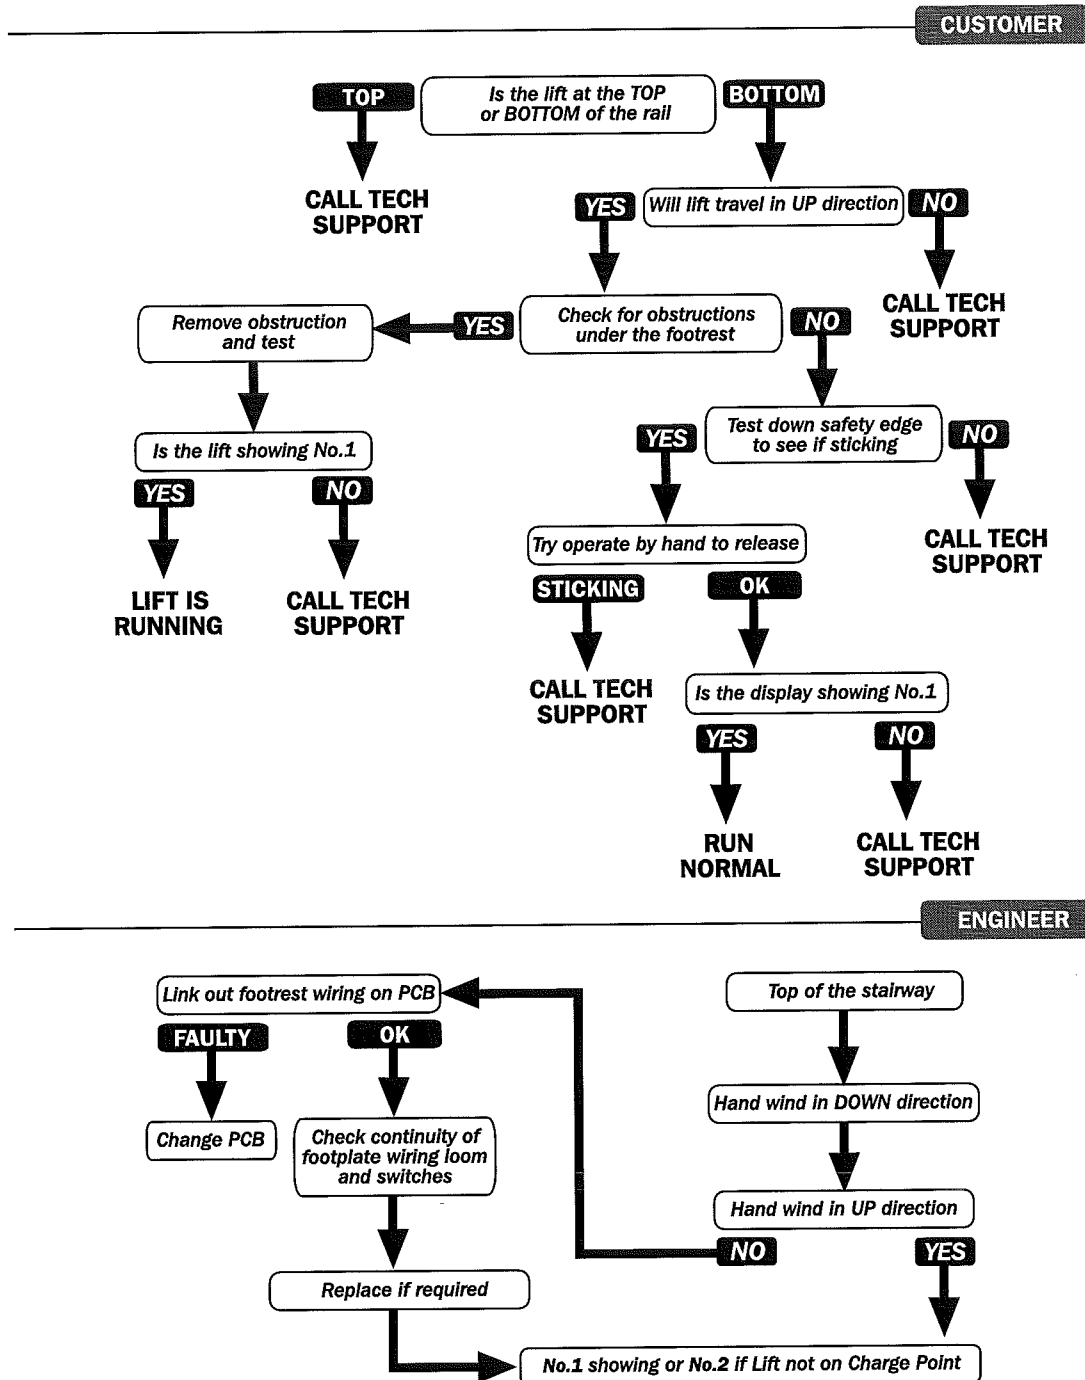 CUSTOMER
TOP
Is the lift at the TOP
or BOTTOM of the rail
BOTTOM
CALL TECH
SUPPORT
YES
Will lift travel in UP direction
NO
CALL TECH
SUPPORT
Remove obstruction
and test
YES
Check for obstructions
under the footrest
NO
Is the lift showing No.1
YES
Test down safety edge
to see if sticking
NO
YES
NO
Try operate by hand to release
CALL TECH
SUPPORT
LIFT IS
RUNNING
CALL TECH
SUPPORT
STICKING
OK
CALL TECH
SUPPORT
Is the display showing No.1
YES
NO
RUN
NORMAL
CALL TECH
SUPPORT
ENGINEER
Link out footrest wiring on PCB
Top of the stairway
FAULTY
OK
Hand wind in DOWN direction
Change PCB
Check continuity of
footplate wiring loom
and switches
Hand wind in UP direction
NO
YES
Replace if required
No.1 showing or No.2 if Lift not on Charge Point